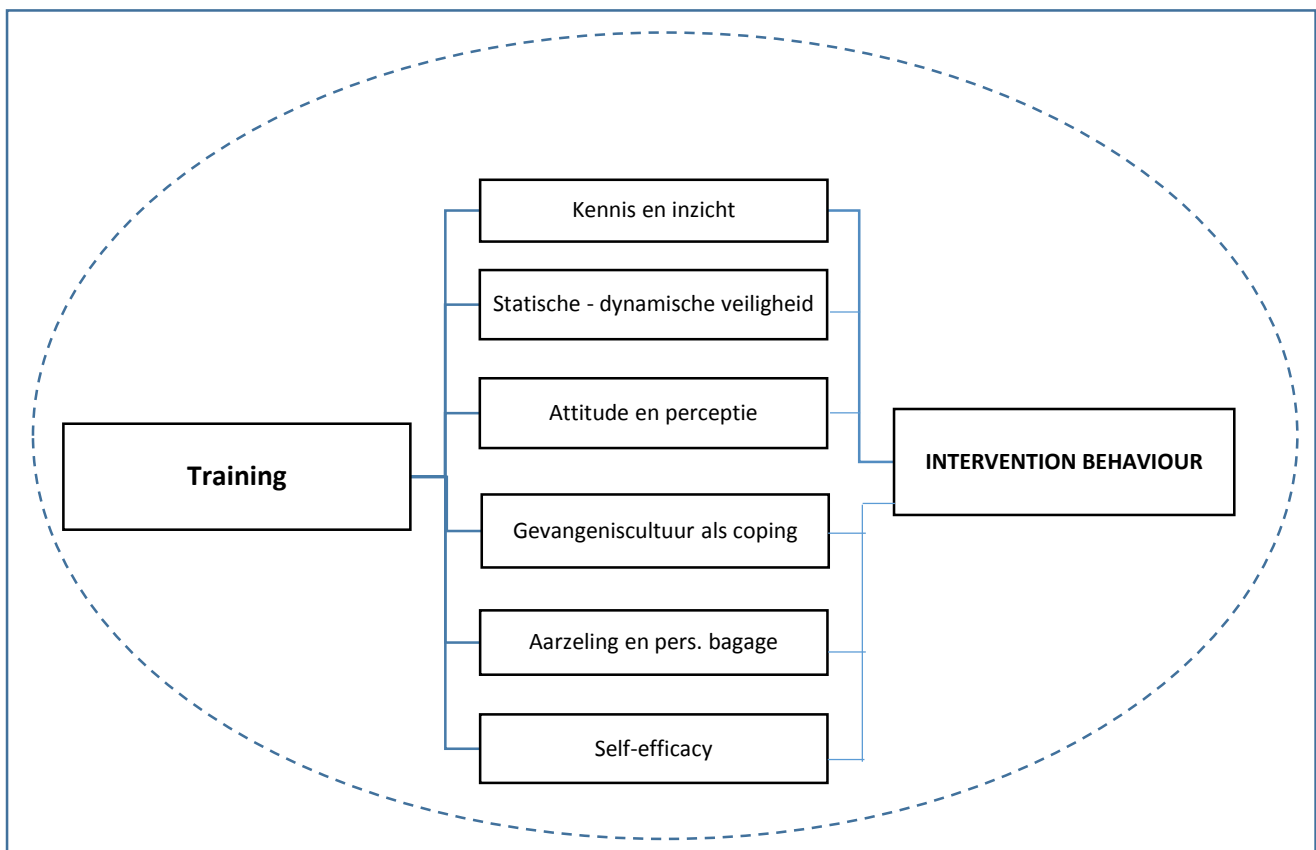 Kennis en inzicht
Statische - dynamische veiligheid
Attitude en perceptie
Training
INTERVENTION BEHAVIOUR
Gevangeniscultuur als coping
Aarzeling en pers. bagage
Self-efficacy